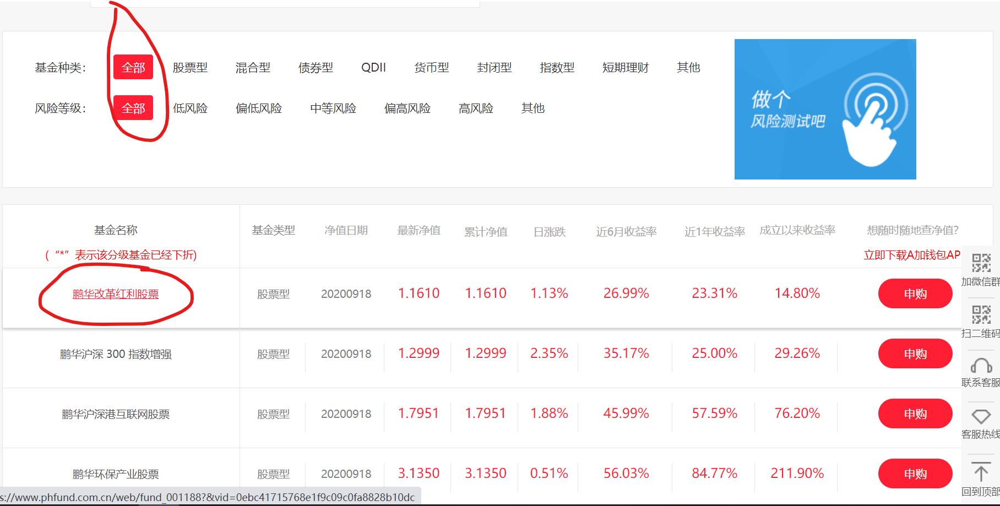 基金种类： 全部 股票型 混合型 债券型 QDII 货币型 封闭型 指数型 短期理财 其他
风险等级： 全部 低风险 偏低风险 中等风险 偏高风险 高风险 其他
做个
风险测试吧
基金名称 基金类型 净值日期 最新净值 累计净值 日涨跌 近6月收益率 近1年收益率 成立以来收益率 想随时随地查净值？
(“*”表示该分级基金已经下折) 立即下载A加钱包AP
鹏华改革红利股票 股票型 20200918 1.1610 1.1610 1.13% 26.99% 23.31% 14.80% 申购
鹏华沪深 300 指数增强 股票型 20200918 1.2999 1.2999 2.35% 35.17% 25.00% 29.26% 申购
鹏华沪深港互联网股票 股票型 20200918 1.7951 1.7951 1.88% 45.99% 57.59% 76.20% 申购
鹏华环保产业股票 股票型 20200918 3.1350 3.1350 0.51% 56.03% 84.77% 211.90% 申购
加微信群
扫二维码
联系客服
客服热线
回到顶部
s://www.phfund.com.cn/web/fund_001188?&vid=0ebc41715768e1f9c09c0fa8828b10dc